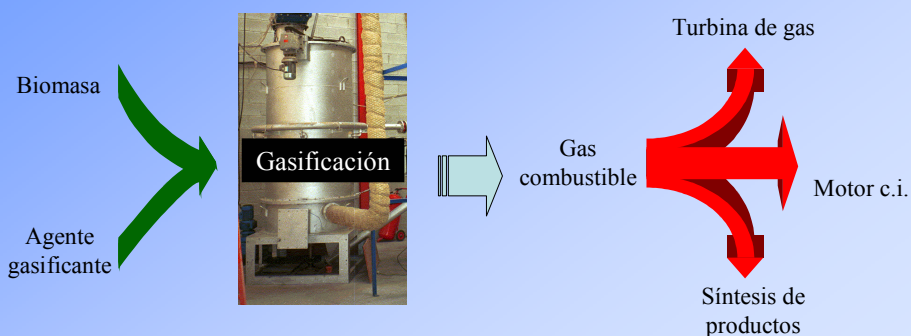 Biomasa
Agente
gasificante
Gasificación
Gas
combustible
Turbina de gas
Motor c.i.
Síntesis de
productos